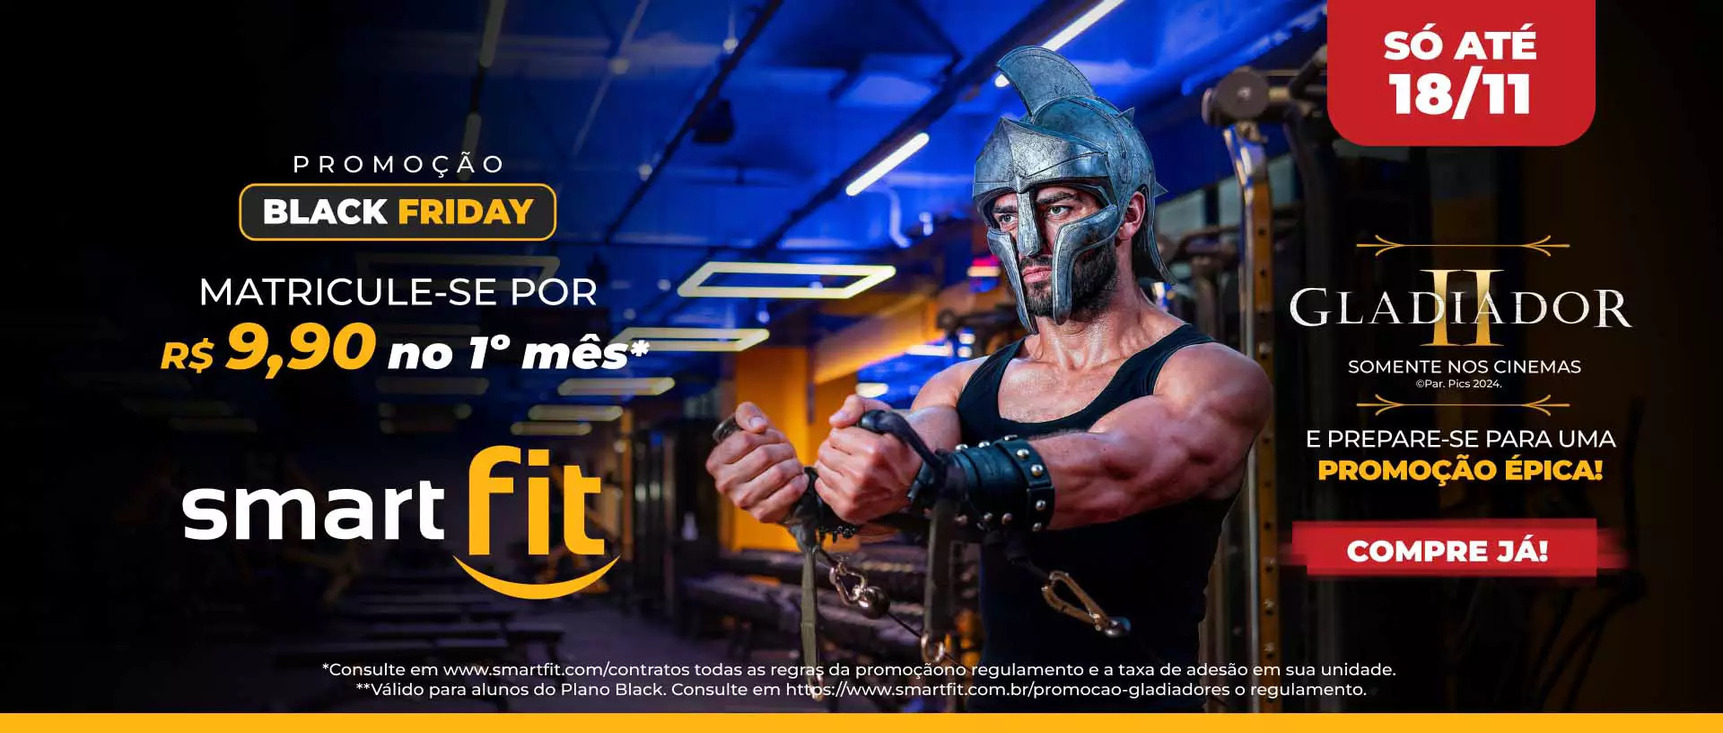 PROMOÇÃO
BLACK FRIDAY
MATRICULE-SE POR
R$ 9,90 no 1º mês*
smart fit
SÓ ATÉ
18/11
II
GLADIADOR
SOMENTE NOS CINEMAS
©Par. Pics 2024.
E PREPARE-SE PARA UMA
PROMOÇÃO ÉPICA!
COMPRE JÁ!
*Consulte em www.smartfit.com/contratos todas as regras da promoçãono regulamento e a taxa de adesão em sua unidade.
**Válido para alunos do Plano Black. Consulte em https://www.smartfit.com.br/promocao-gladiadores o regulamento.